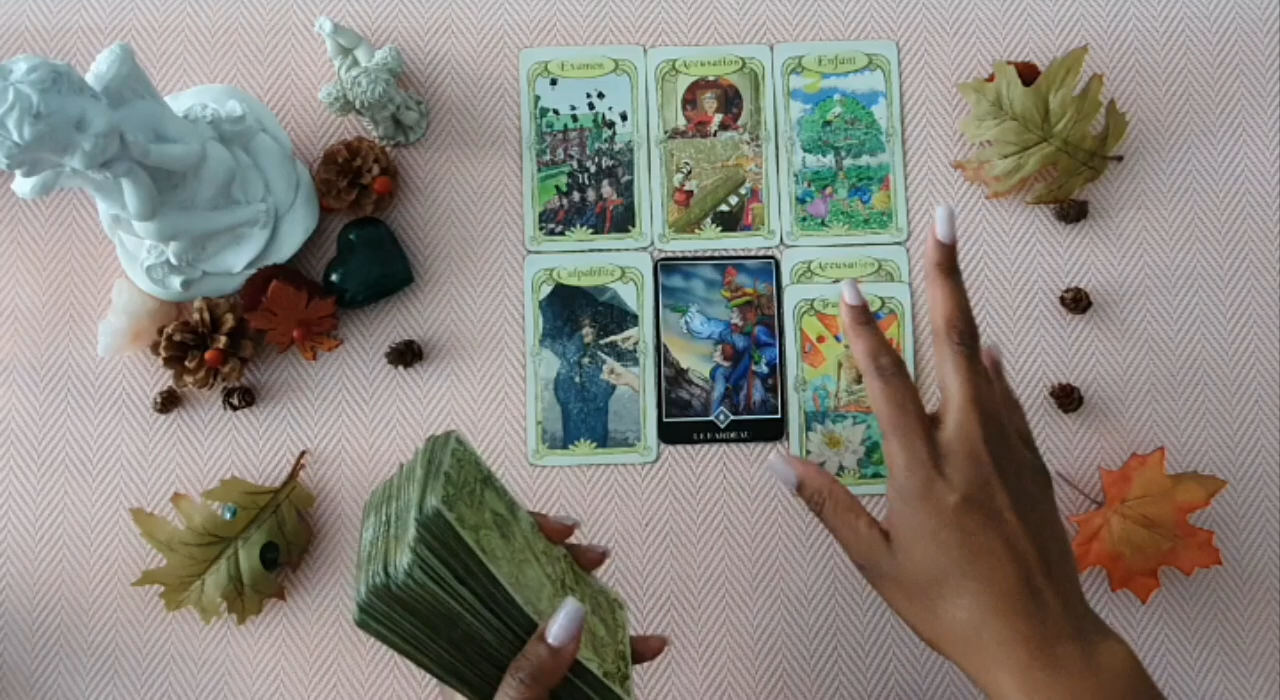 Examen
Accusation
Enfant
Culpabilité
Accusation
LE FARDEAU